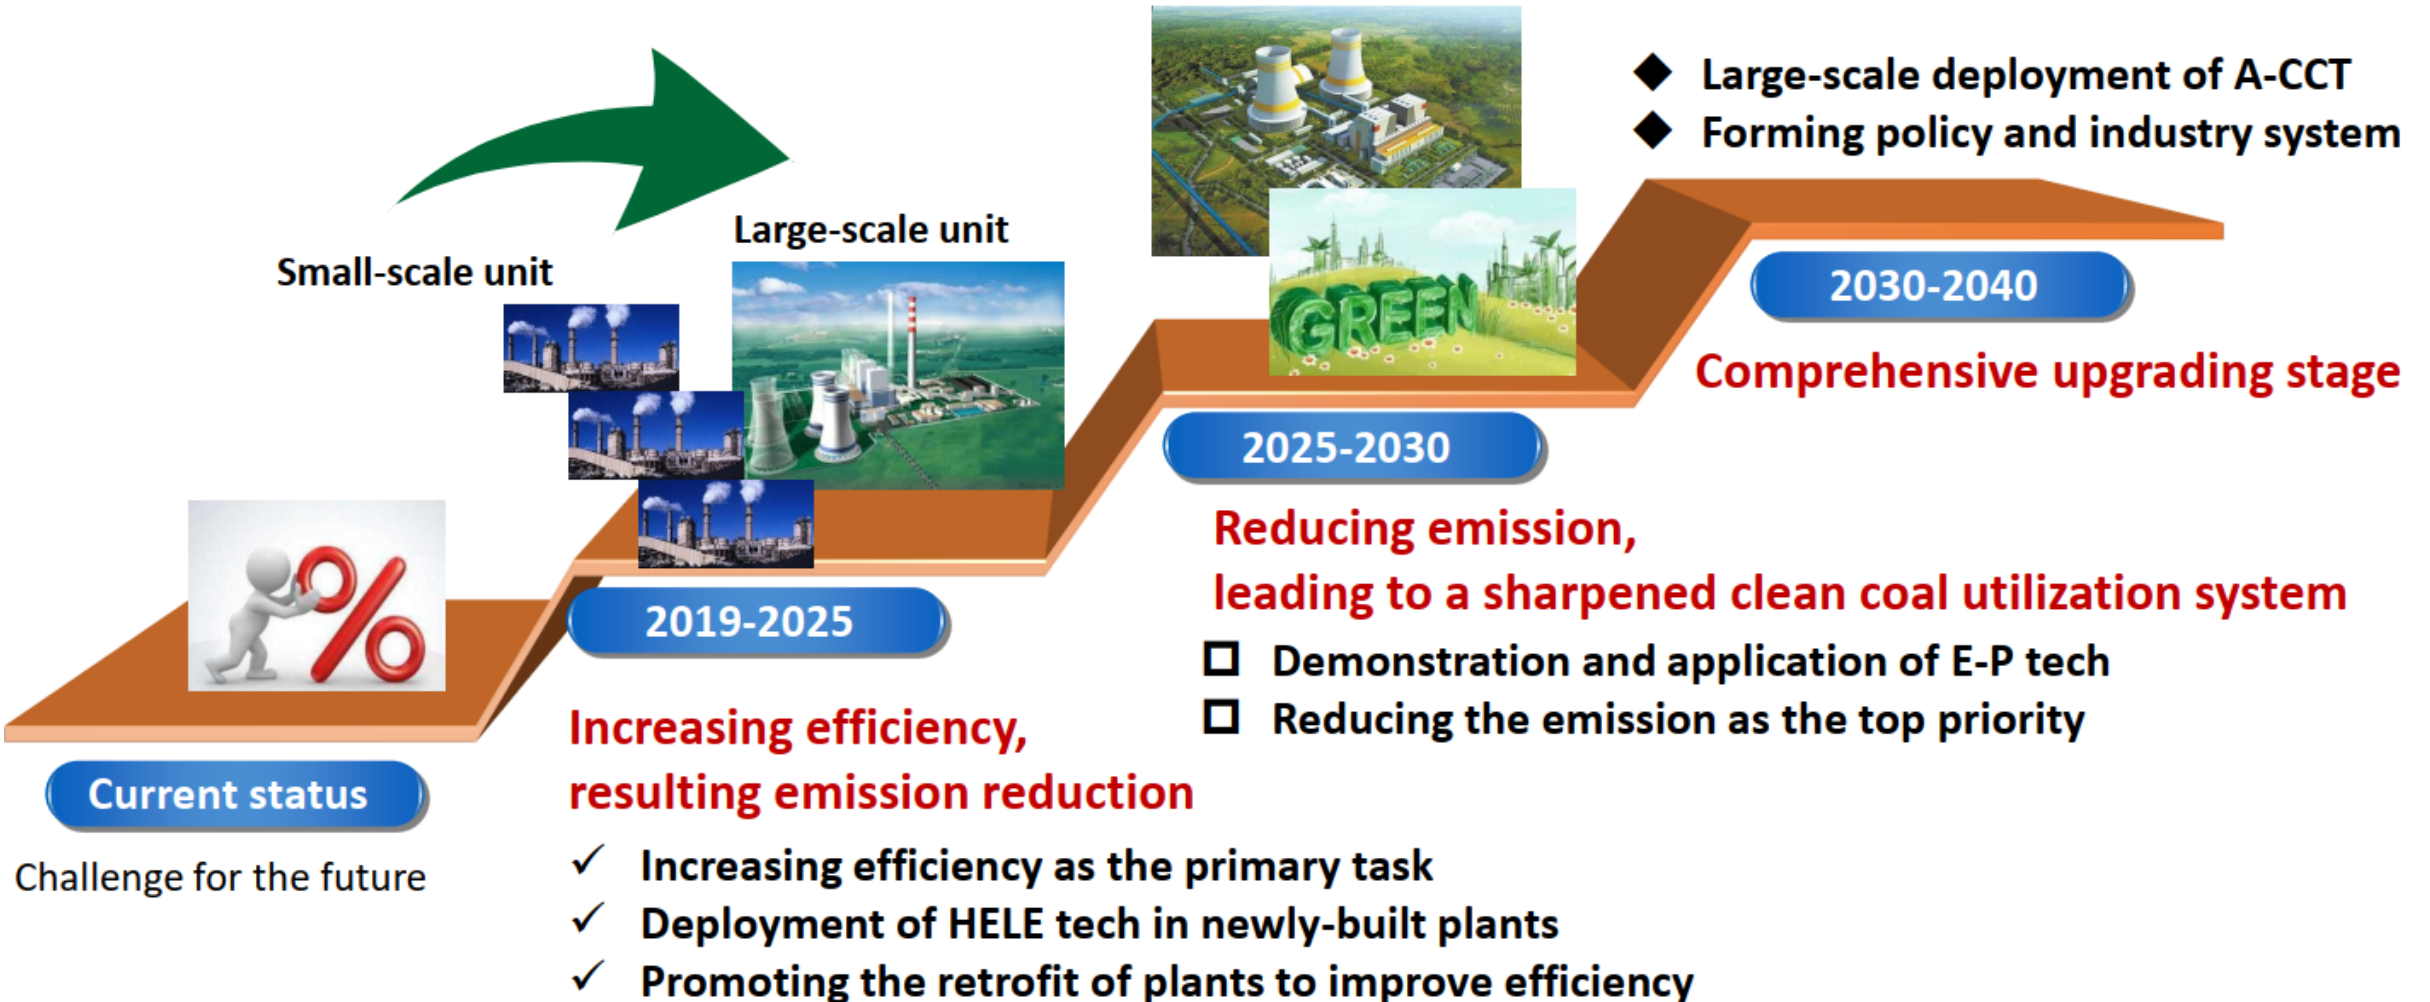 Small-scale unit
Large-scale unit
GREEN
Current status
Challenge for the future
2019-2025
Increasing efficiency,
resulting emission reduction
✓ Increasing efficiency as the primary task
✓ Deployment of HELE tech in newly-built plants
✓ Promoting the retrofit of plants to improve efficiency
2025-2030
Reducing emission,
leading to a sharpened clean coal utilization system
□ Demonstration and application of E-P tech
□ Reducing the emission as the top priority
◆ Large-scale deployment of A-CCT
◆ Forming policy and industry system
2030-2040
Comprehensive upgrading stage